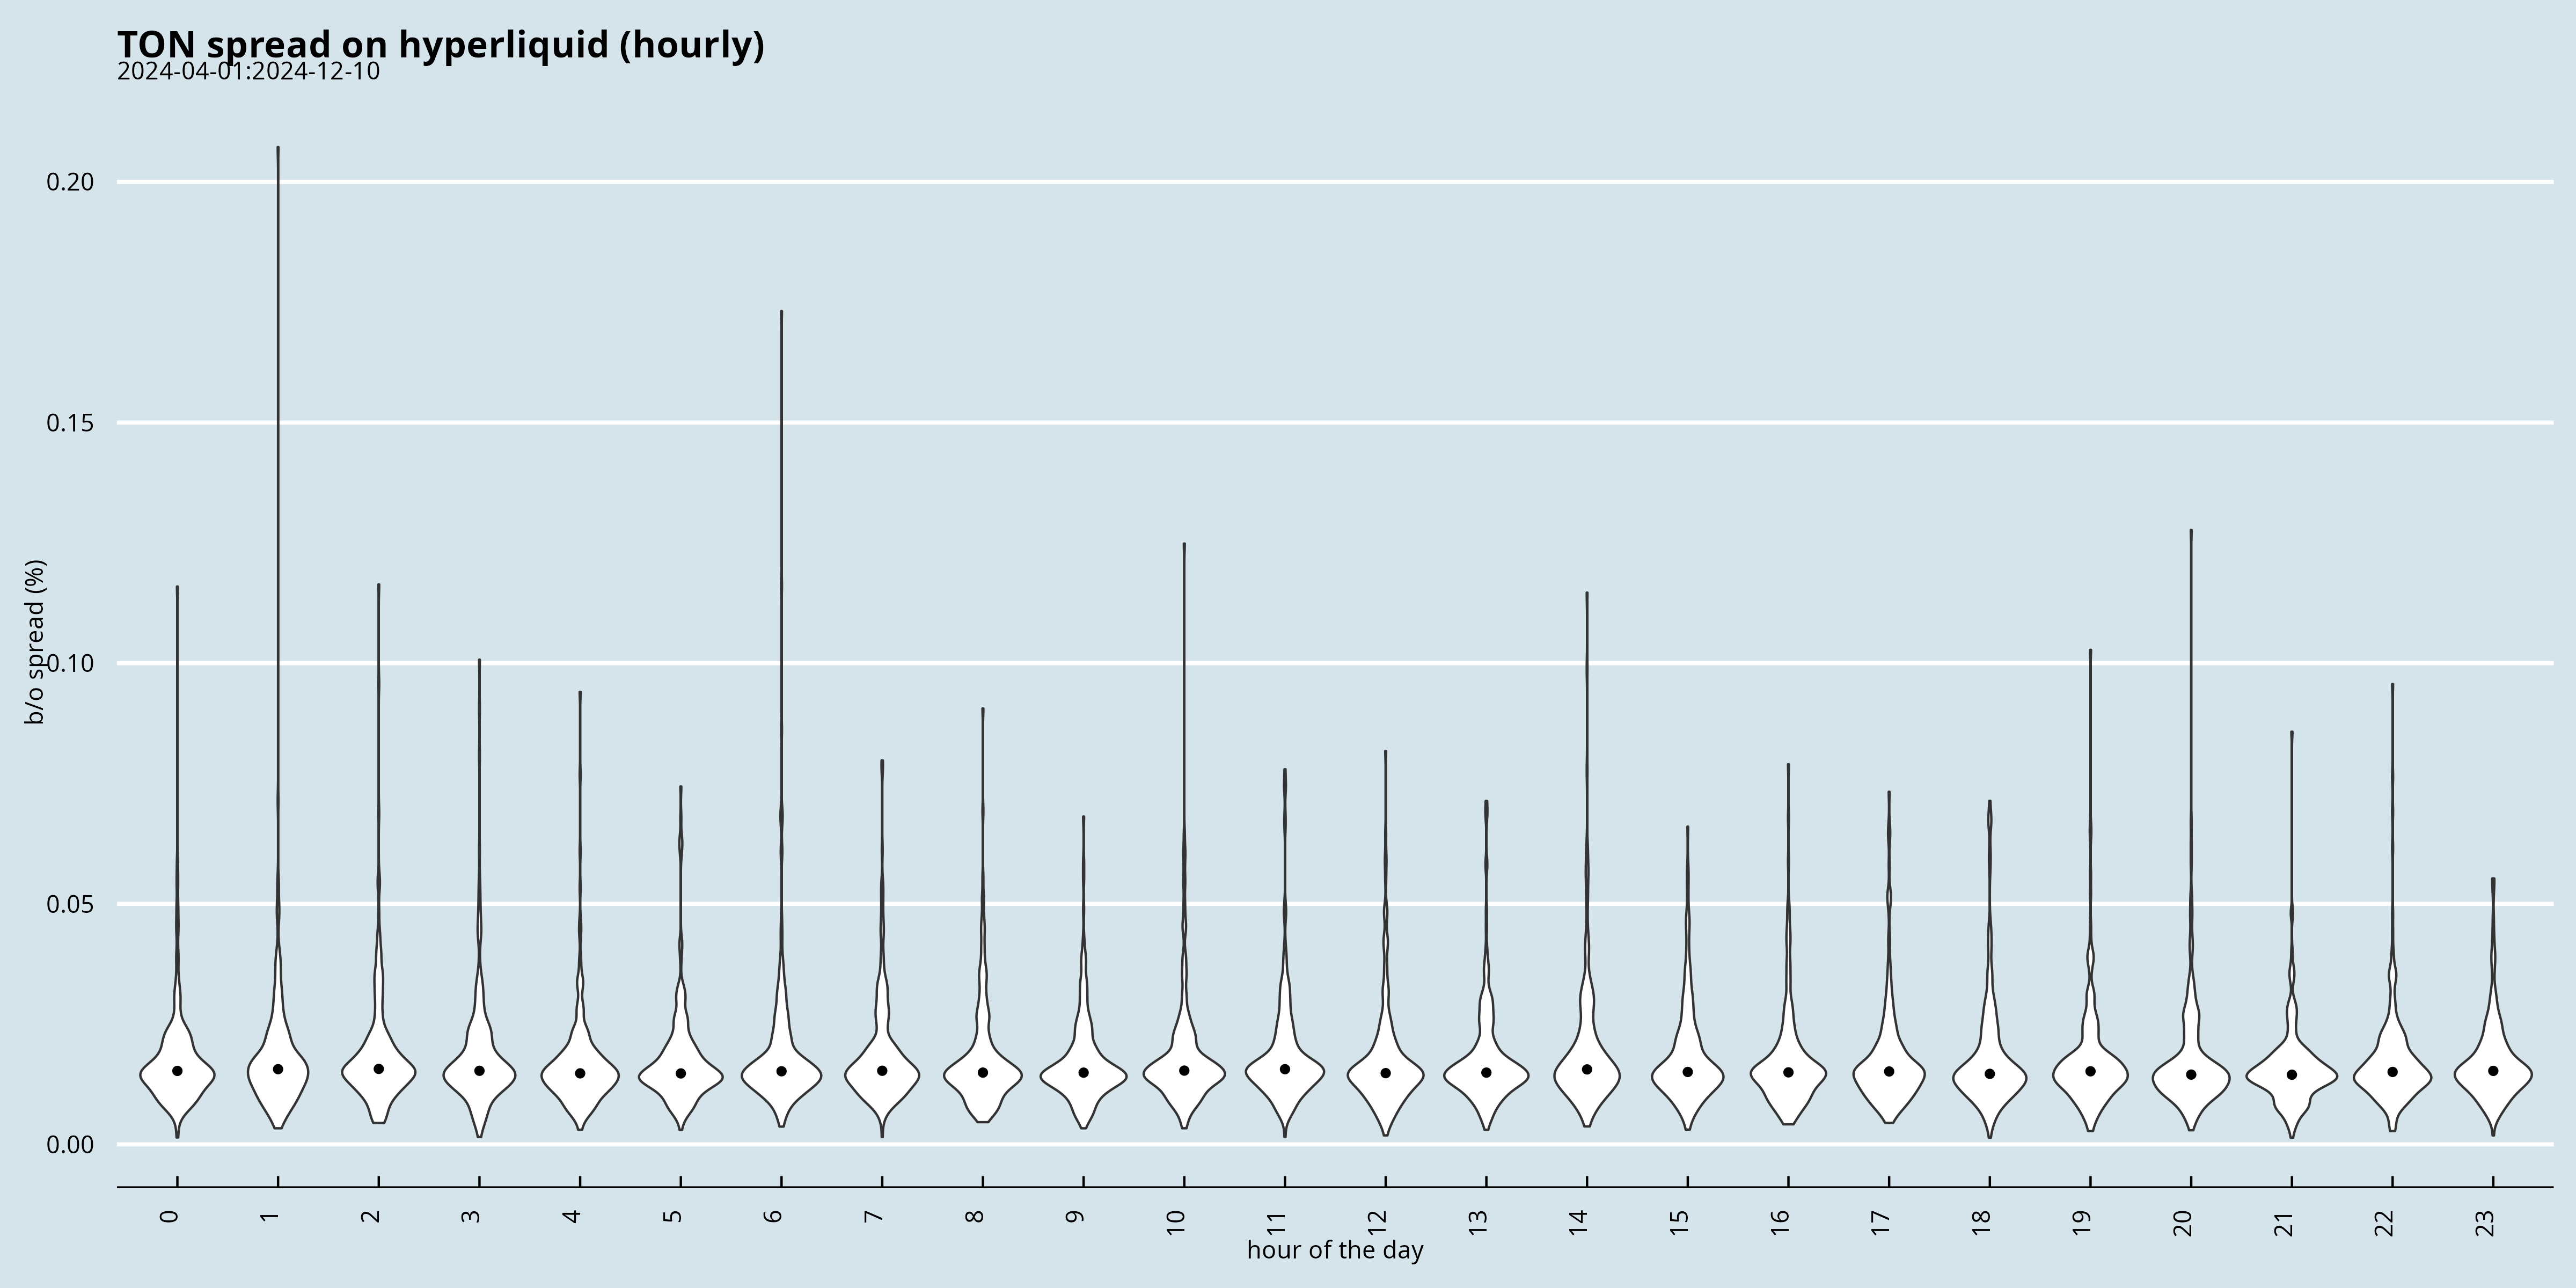 TON spread on hyperliquid (hourly)
2024-04-01:2024-12-10
b/o spread (%)
0.20
0.15
0.10
0.05
0.00
0 1 2 3 4 5 6 7 8 9 10 11 12 13 14 15 16 17 18 19 20 21 22 23
hour of the day